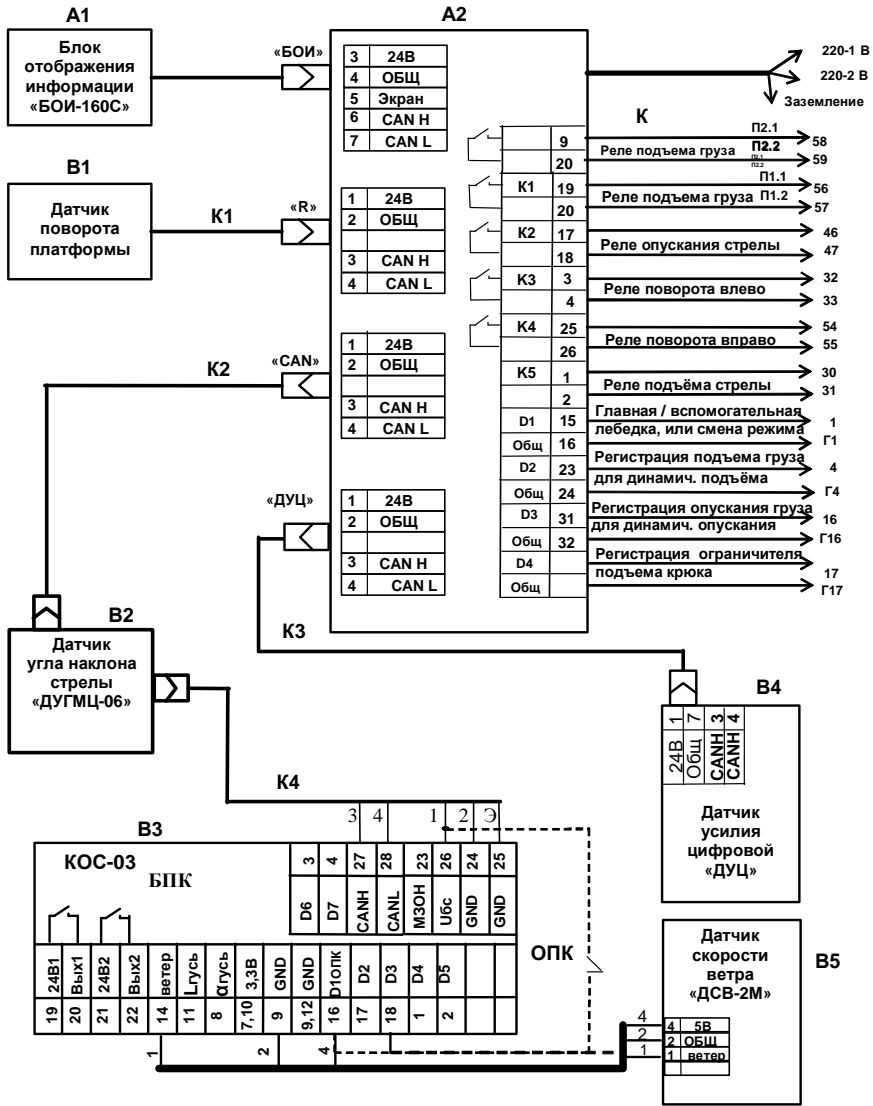 А1
Блок
отображения
информации
«БОИ-160С»
В1
Датчик
поворота
платформы
К1
К2
А2
«БОИ»
3 24В
4 ОБЩ
5 Экран
6 CAN H
7 CAN L
«R»
1 24В
2 ОБЩ
3 CAN H
4 CAN L
«CAN»
1 24В
2 ОБЩ
3 CAN H
4 CAN L
«ДУЦ»
1 24В
2 ОБЩ
3 CAN H
4 CAN L
220-1 В
220-2 В
Заземление
К
9 П2.1 58
Реле подъема груза П2.2
П2.1
П2.2
20 59
К1 19 П1.1 56
Реле подъема груза П1.2
20 57
К2 17 46
Реле опускания стрелы
18 47
К3 3 32
Реле поворота влево
4 33
К4 25 54
Реле поворота вправо
26 55
К5 1 30
Реле подъёма стрелы
2 31
D1 15 Главная / вспомогательная 1
Общ 16 лебедка, или смена режима Г1
D2 23 Регистрация подъема груза 4
для динамич. подъёма
Общ 24 Г4
D3 31 Регистрация опускания груза 16
Общ 32 для динамич. опускания Г16
D4 Регистрация ограничителя 17
Общ подъема крюка Г17
В2
Датчик
угла наклона
стрелы
«ДУГМЦ-06»
К3
К4
В4
24В 1
Общ 7
CANH 3
CANH 4
Датчик
усилия
цифровой
«ДУЦ»
В3
КОС-03
БПК
3 4 1 2 Э
3 4 27 28 23 26 24 25
D6 D7 CANH CANL МЗОН Uбс GND GND
24В1 Вых1 24В2 Вых2 ветер Lгусь αгусь 3,3В GND GND D1ОПК D2 D3 D4 D5
19 20 21 22 14 11 8 7,10 9 9,12 16 17 18 1 2
1 2 4
ОПК
В5
Датчик
скорости
ветра
«ДСВ-2М»
4 4 5В
2 2 ОБЩ
1 1 ветер